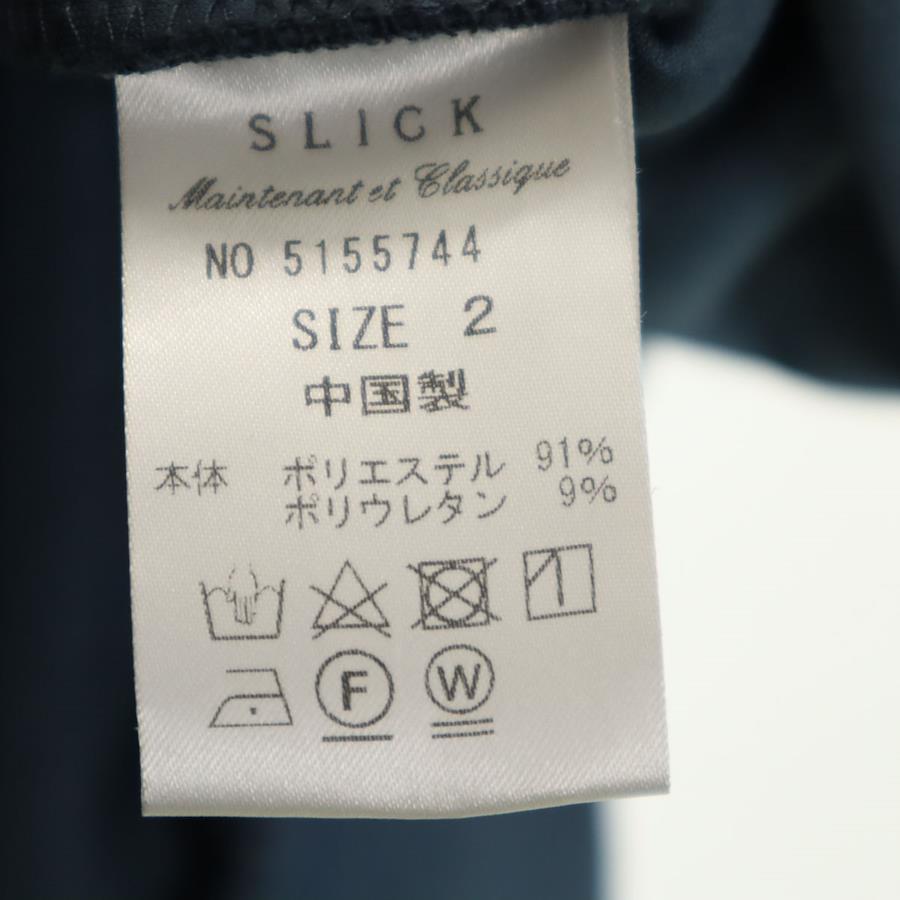 SLICK
Maintenant et Classique
NO 5155744
SIZE 2
中国製
本体 ポリエステル 91%
ポリウレタン 9%
F W